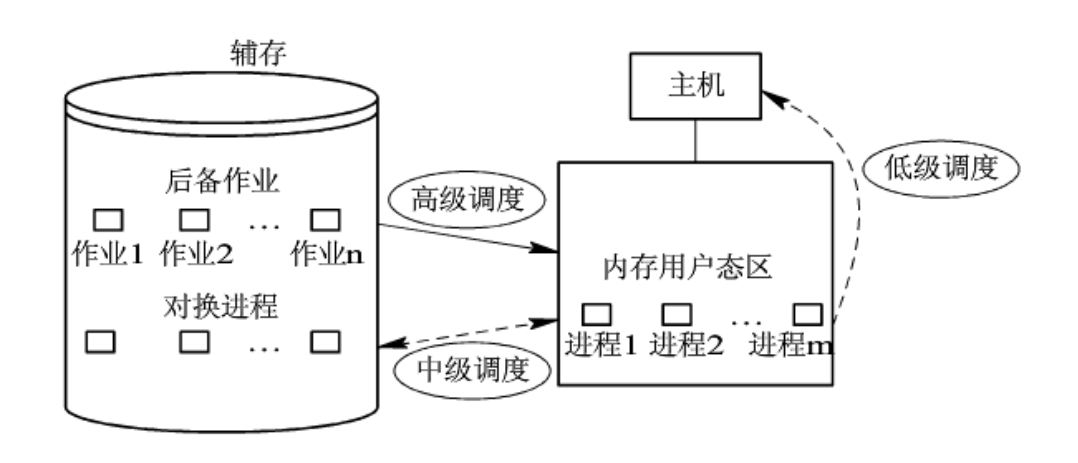 辅存
主机
低级调度
后备作业
高级调度
作业1 作业2 … 作业n
内存用户态区
对换进程
…
进程1 进程2 … 进程m
中级调度